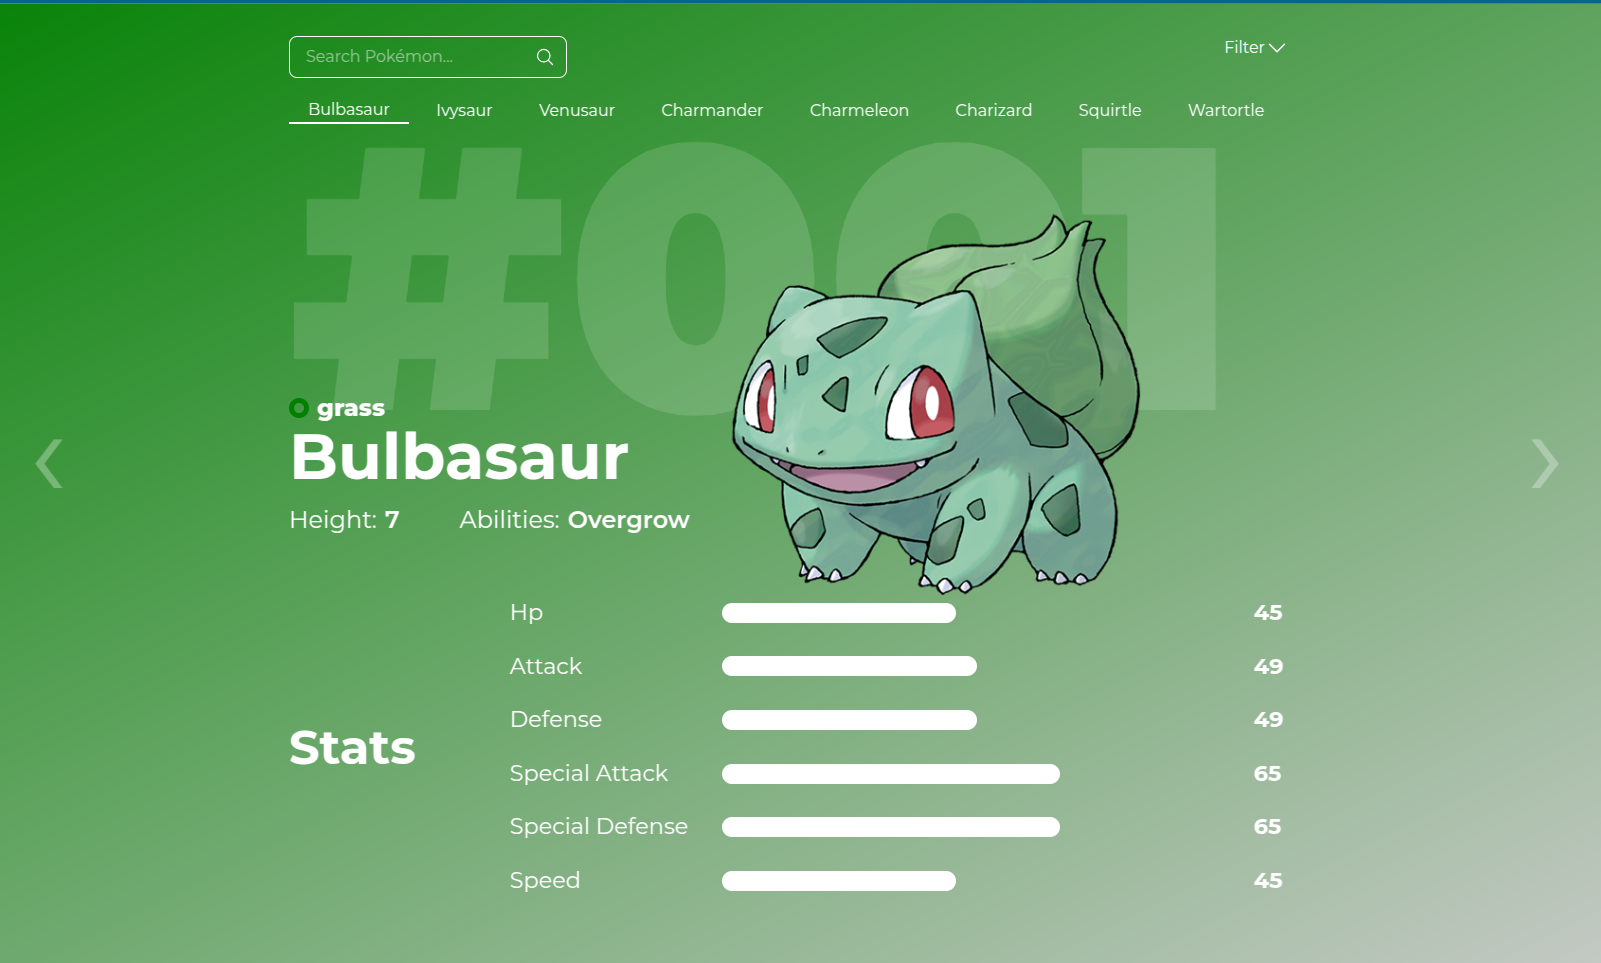 Search Pokémon...
Filter
Bulbasaur Ivysaur Venusaur Charmander Charmeleon Charizard Squirtle Wartortle
#001
grass
Bulbasaur
Height: 7 Abilities: Overgrow
Stats
Hp 45
Attack 49
Defense 49
Special Attack 65
Special Defense 65
Speed 45